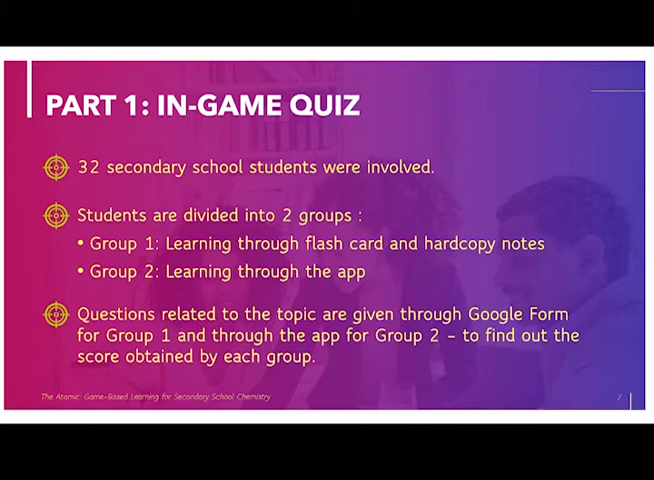 PART 1: IN-GAME QUIZ
32 secondary school students were involved.
Students are divided into 2 groups :
• Group 1: Learning through flash card and hardcopy notes
• Group 2: Learning through the app
Questions related to the topic are given through Google Form
for Group 1 and through the app for Group 2 – to find out the
score obtained by each group.
The Atomic: Game-Based Learning for Secondary School Chemistry
7